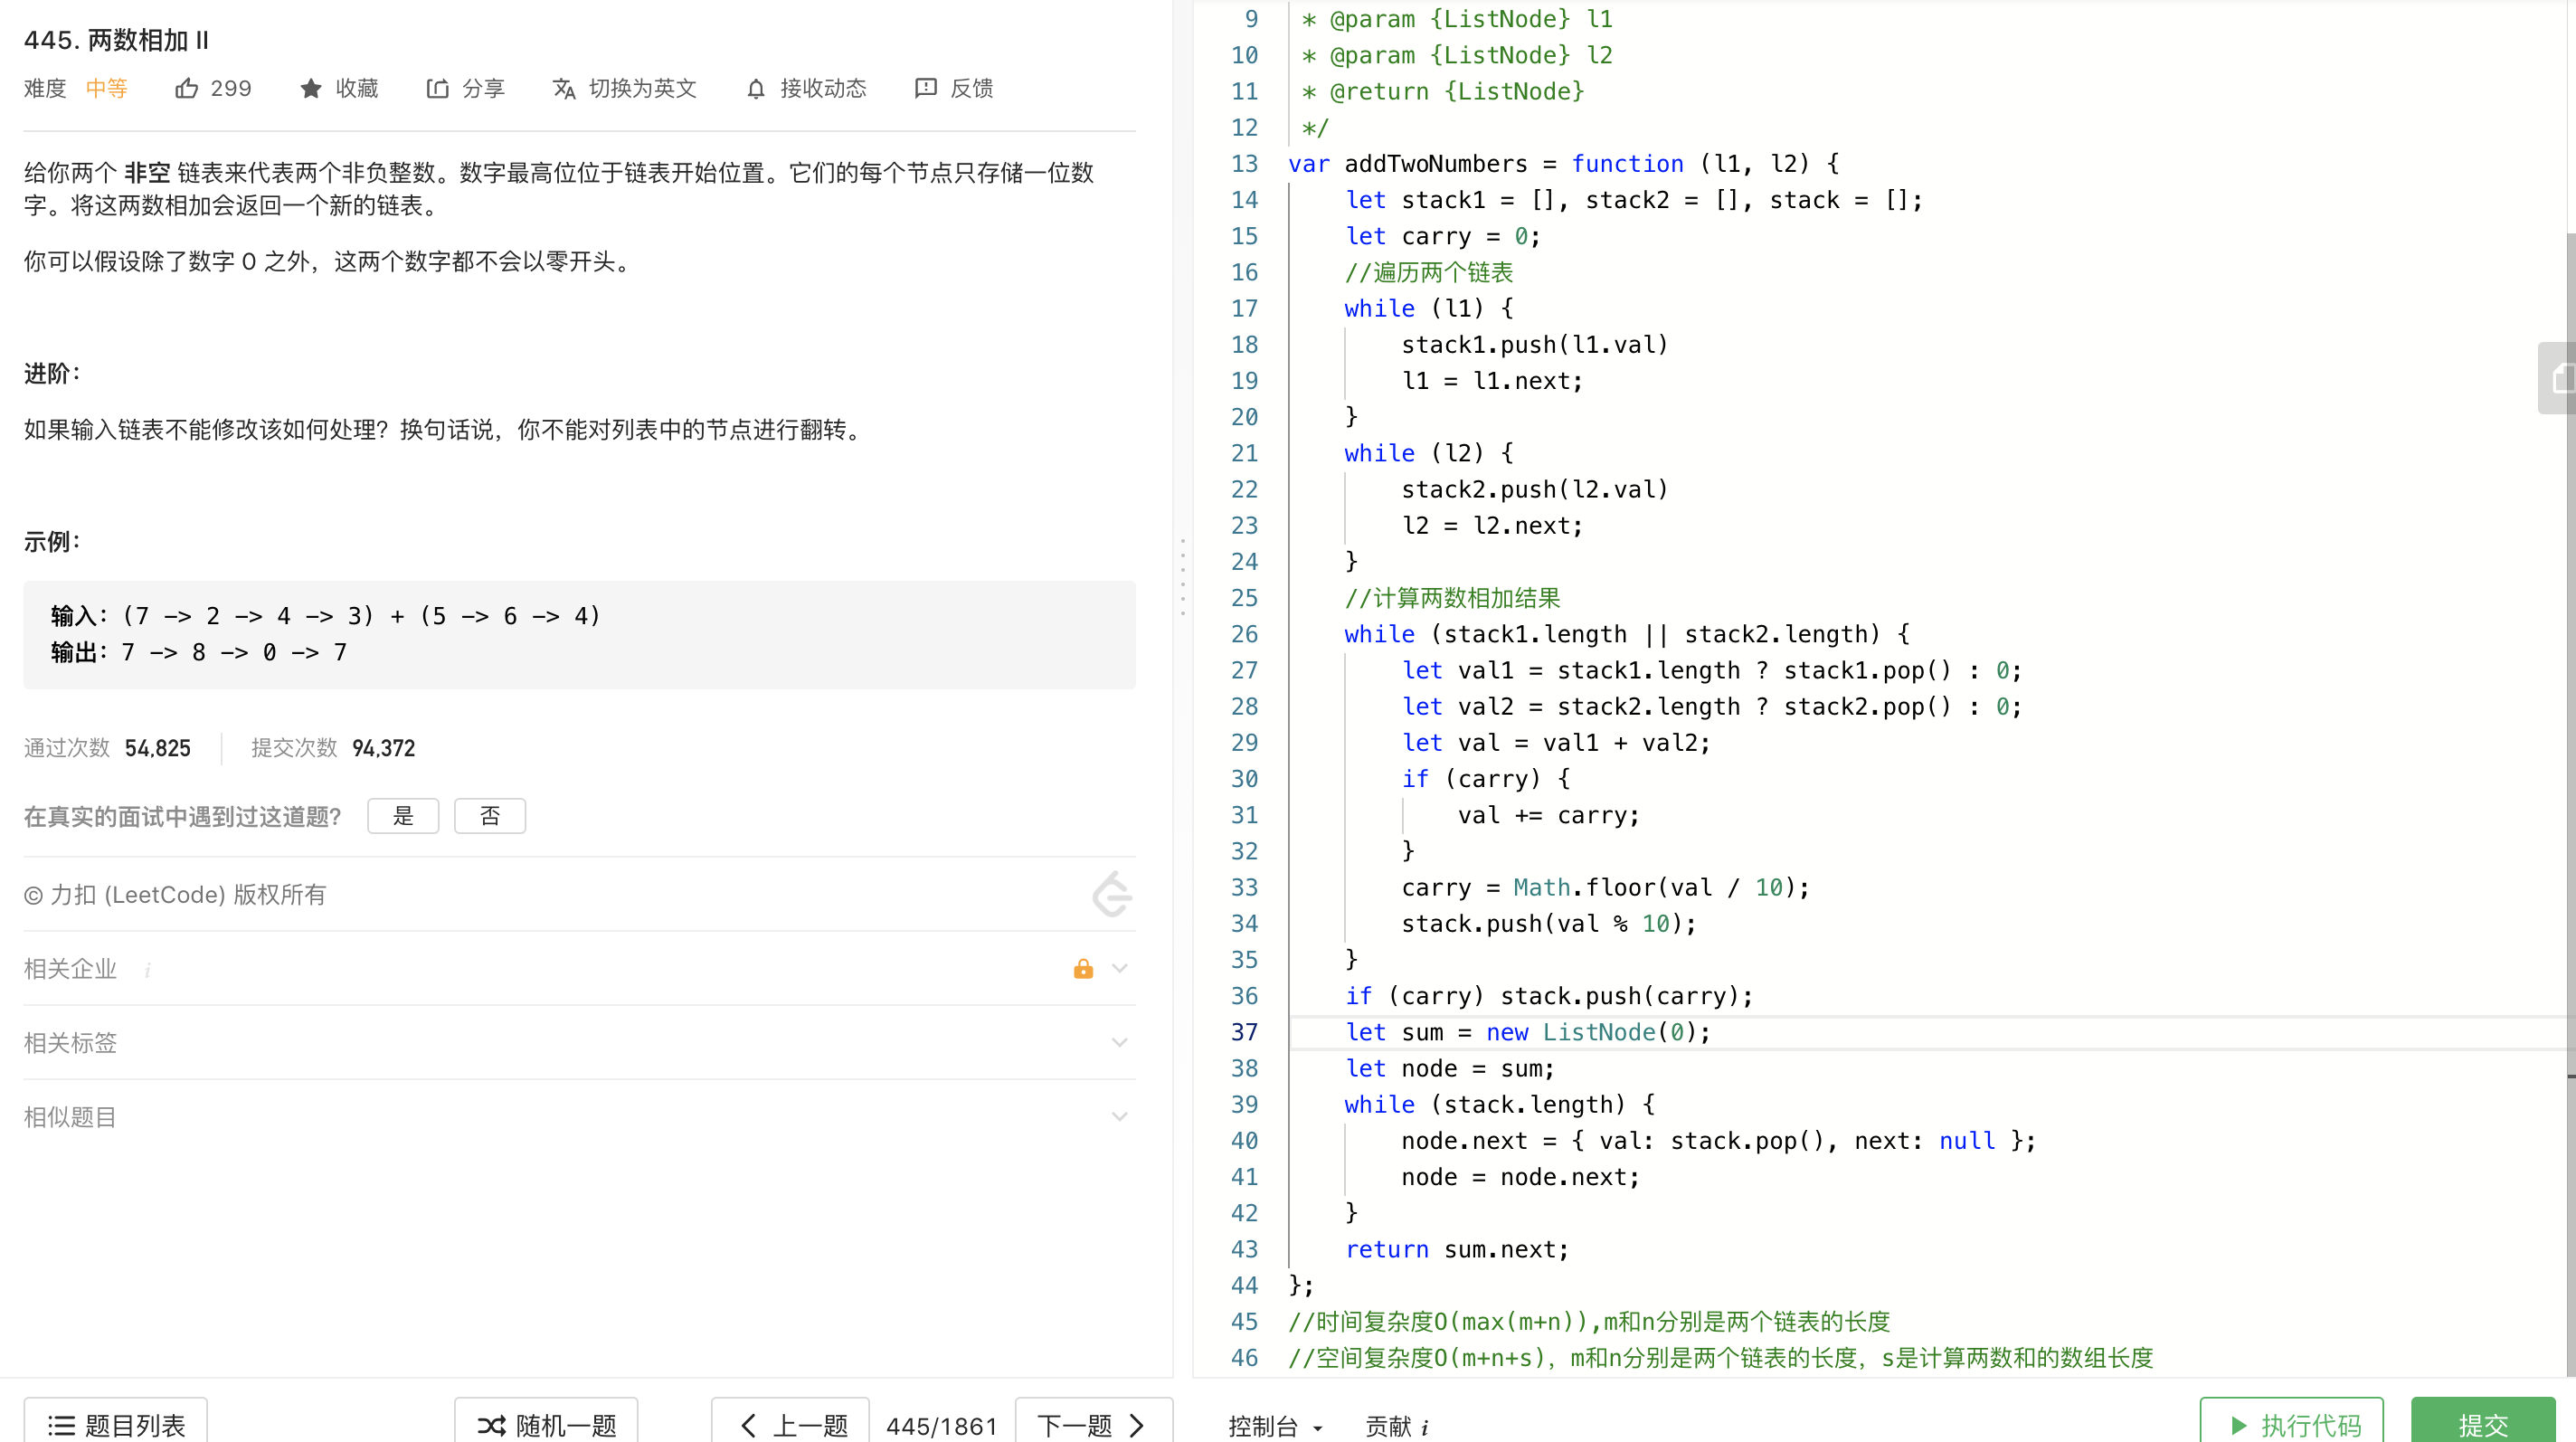 445. 两数相加 II
难度 中等 299 收藏 分享 切换为英文 接收动态 反馈
给你两个 非空 链表来代表两个非负整数。数字最高位位于链表开始位置。它们的每个节点只存储一位数
字。将这两数相加会返回一个新的链表。
你可以假设除了数字 0 之外，这两个数字都不会以零开头。
进阶：
如果输入链表不能修改该如何处理？换句话说，你不能对列表中的节点进行翻转。
示例：
输入：(7 -> 2 -> 4 -> 3) + (5 -> 6 -> 4)
输出：7 -> 8 -> 0 -> 7
通过次数 54,825 提交次数 94,372
在真实的面试中遇到过这道题? 是 否
© 力扣 (LeetCode) 版权所有
相关企业 i
相关标签
相似题目
题目列表 随机一题 上一题 445/1861 下一题
9 * @param {ListNode} l1
10 * @param {ListNode} l2
11 * @return {ListNode}
12 */
13 var addTwoNumbers = function (l1, l2) {
14 let stack1 = [], stack2 = [], stack = [];
15 let carry = 0;
16 //遍历两个链表
17 while (l1) {
18 stack1.push(l1.val)
19 l1 = l1.next;
20 }
21 while (l2) {
22 stack2.push(l2.val)
23 l2 = l2.next;
24 }
25 //计算两数相加结果
26 while (stack1.length || stack2.length) {
27 let val1 = stack1.length ? stack1.pop() : 0;
28 let val2 = stack2.length ? stack2.pop() : 0;
29 let val = val1 + val2;
30 if (carry) {
31 val += carry;
32 }
33 carry = Math.floor(val / 10);
34 stack.push(val % 10);
35 }
36 if (carry) stack.push(carry);
37 let sum = new ListNode(0);
38 let node = sum;
39 while (stack.length) {
40 node.next = { val: stack.pop(), next: null };
41 node = node.next;
42 }
43 return sum.next;
44 };
45 //时间复杂度O(max(m+n)),m和n分别是两个链表的长度
46 //空间复杂度O(m+n+s)，m和n分别是两个链表的长度，s是计算两数和的数组长度
控制台 贡献 i 执行代码 提交